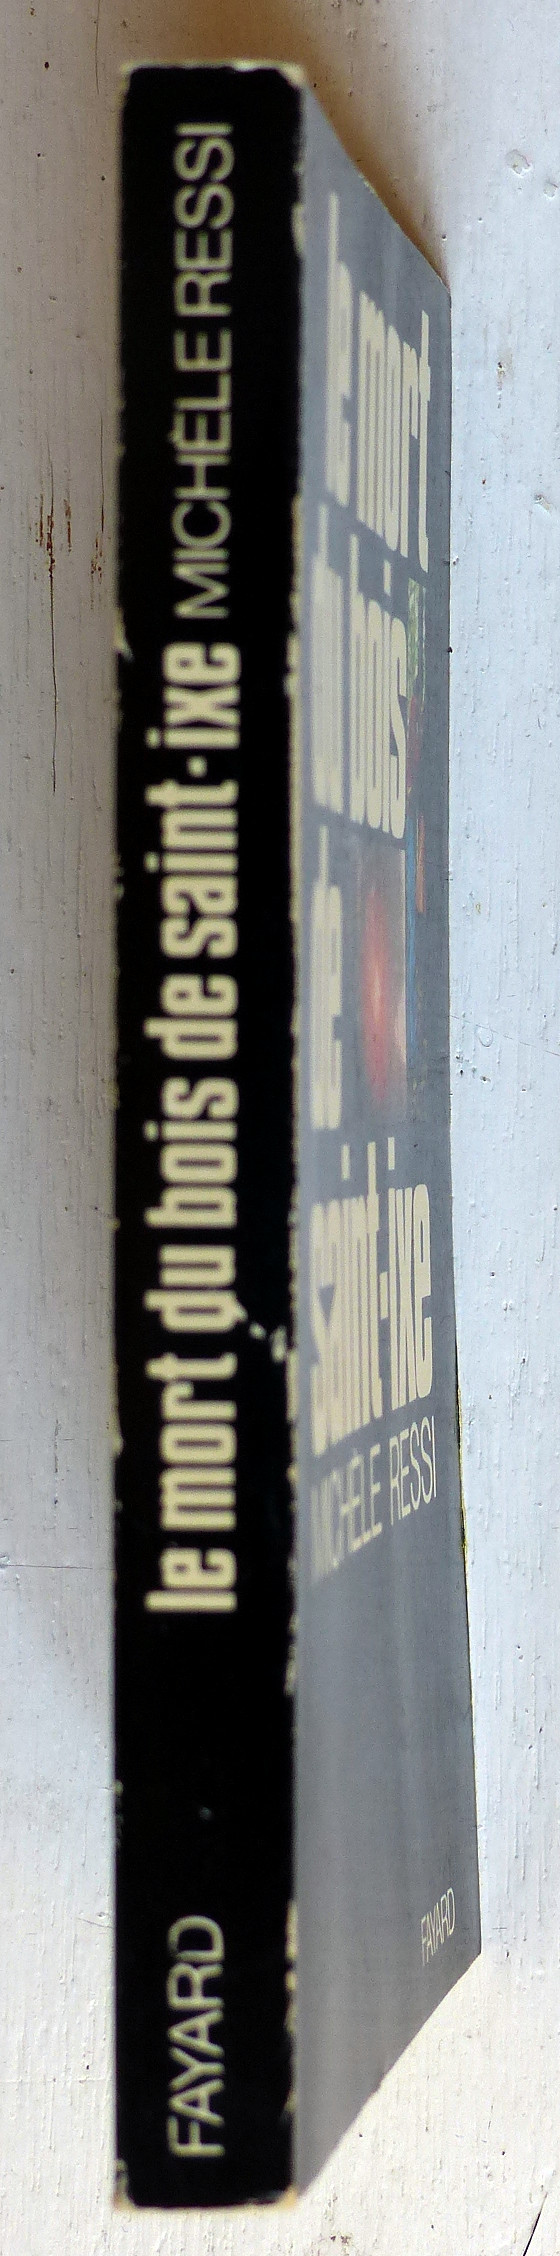 FAYARD
le mort du bois de saint-ixe MICHÈLE RESSI
le mort
du bois
de
saint-ixe
MICHÈLE RESSI
FAYARD